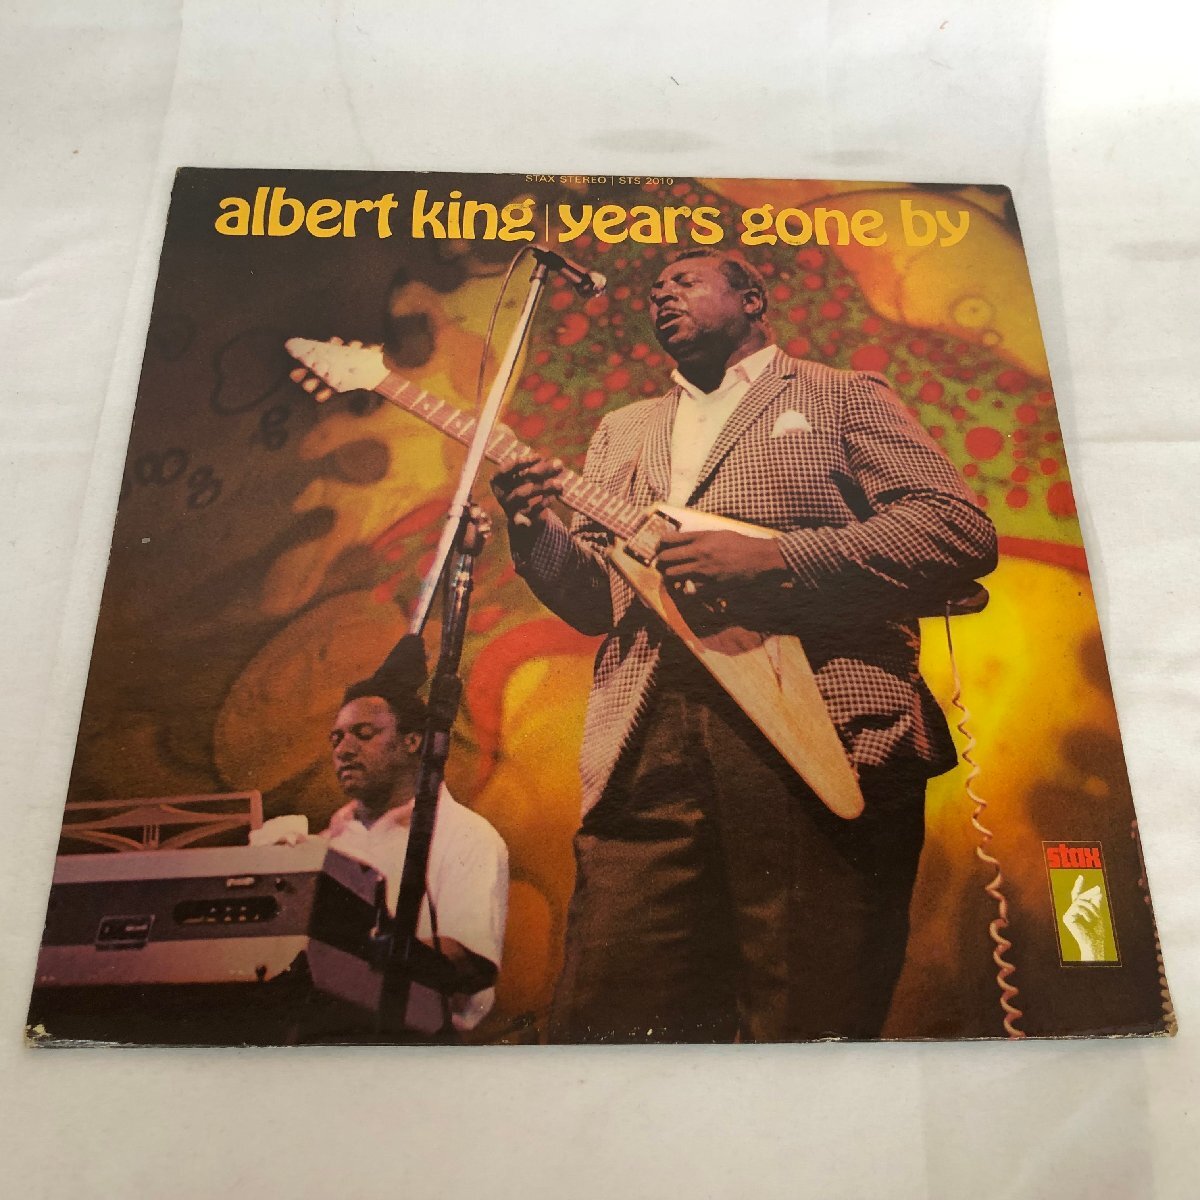 STAX STEREO | STS 2010
albert king | years gone by
stax